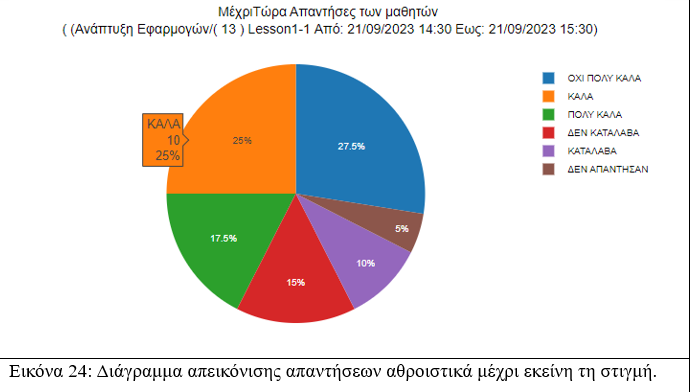 ΜέχριΤώρα Απαντήσες των μαθητών
( (Ανάπτυξη Εφαρμογών/( 13 ) Lesson1-1 Από: 21/09/2023 14:30 Εως: 21/09/2023 15:30)
ΟΧΙ ΠΟΛΥ ΚΑΛΑ
ΚΑΛΑ
ΠΟΛΥ ΚΑΛΑ
ΔΕΝ ΚΑΤΑΛΑΒΑ
ΚΑΤΑΛΑΒΑ
ΔΕΝ ΑΠΑΝΤΗΣΑΝ
ΚΑΛΑ
10
25%
25%
27.5%
17.5%
5%
10%
15%
Εικόνα 24: Διάγραμμα απεικόνισης απαντήσεων αθροιστικά μέχρι εκείνη τη στιγμή.